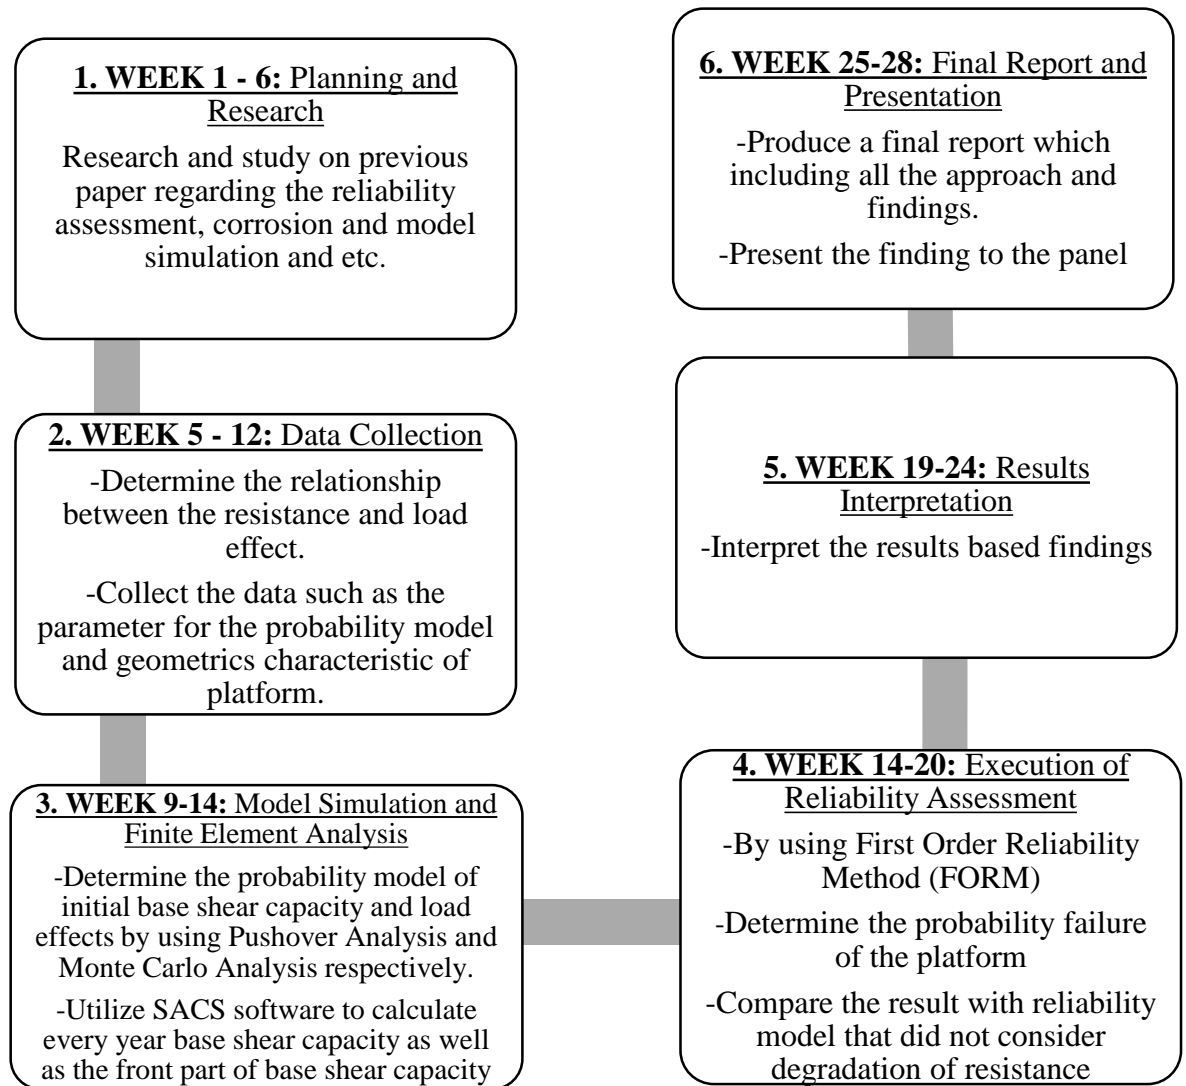 1. WEEK 1 - 6: Planning and
Research
Research and study on previous
paper regarding the reliability
assessment, corrosion and model
simulation and etc.
2. WEEK 5 - 12: Data Collection
-Determine the relationship
between the resistance and load
effect.
-Collect the data such as the
parameter for the probability model
and geometrics characteristic of
platform.
3. WEEK 9-14: Model Simulation and
Finite Element Analysis
-Determine the probability model of
initial base shear capacity and load
effects by using Pushover Analysis and
Monte Carlo Analysis respectively.
-Utilize SACS software to calculate
every year base shear capacity as well
as the front part of base shear capacity
4. WEEK 14-20: Execution of
Reliability Assessment
-By using First Order Reliability
Method (FORM)
-Determine the probability failure
of the platform
-Compare the result with reliability
model that did not consider
degradation of resistance
5. WEEK 19-24: Results
Interpretation
-Interpret the results based findings
6. WEEK 25-28: Final Report and
Presentation
-Produce a final report which
including all the approach and
findings.
-Present the finding to the panel